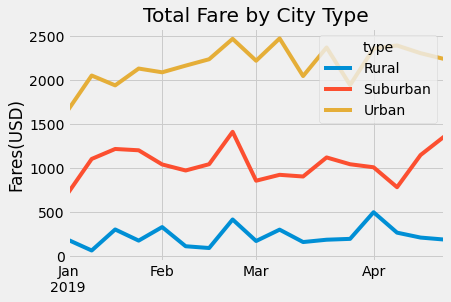 Total Fare by City Type
Fares(USD)
2500
2000
1500
1000
500
0
type
Rural
Suburban
Urban
Jan Feb Mar Apr
2019